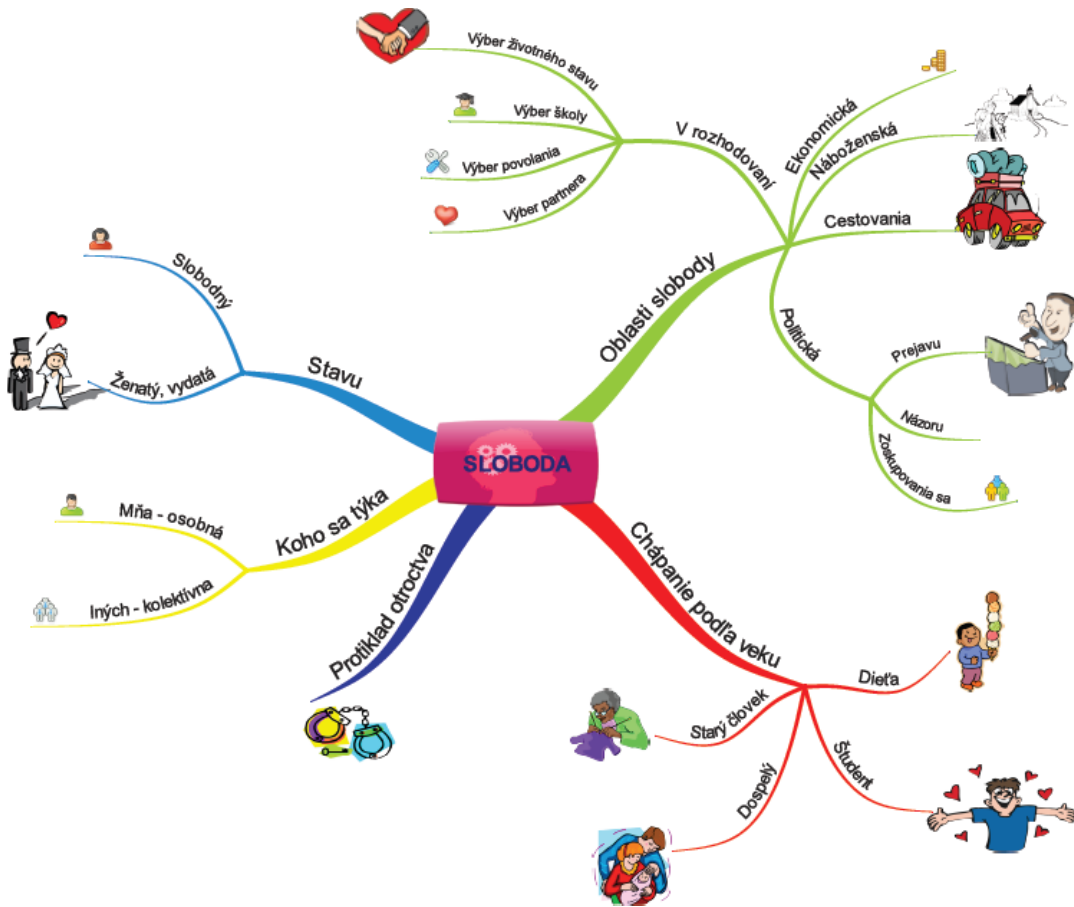 SLOBODA
Oblasti slobody
V rozhodovaní
Výber životného stavu
Výber školy
Výber povolania
Výber partnera
Ekonomická
Náboženská
Cestovania
Politická
Prejavu
Názoru
Zoskupovania sa
Chápanie podľa veku
Dieťa
Študent
Dospelý
Starý človek
Protiklad otroctva
Koho sa týka
Mňa - osobná
Iných - kolektívna
Stavu
Slobodný
Ženatý, vydatá